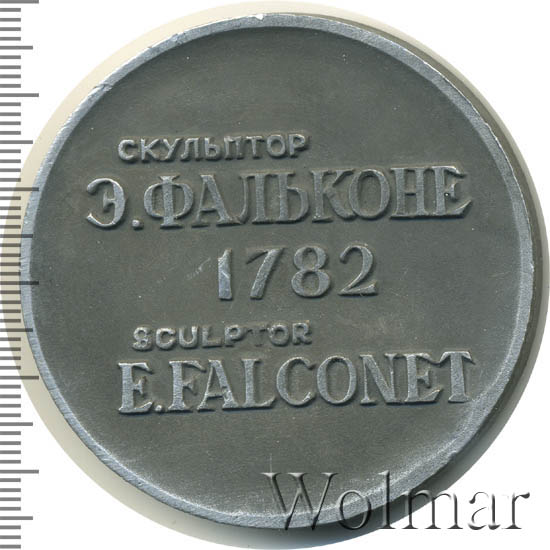 СКУЛЬПТОР
Э.ФАЛЬКОНЕ
1782
SCULPTOR
E.FALCONET
Wolmar